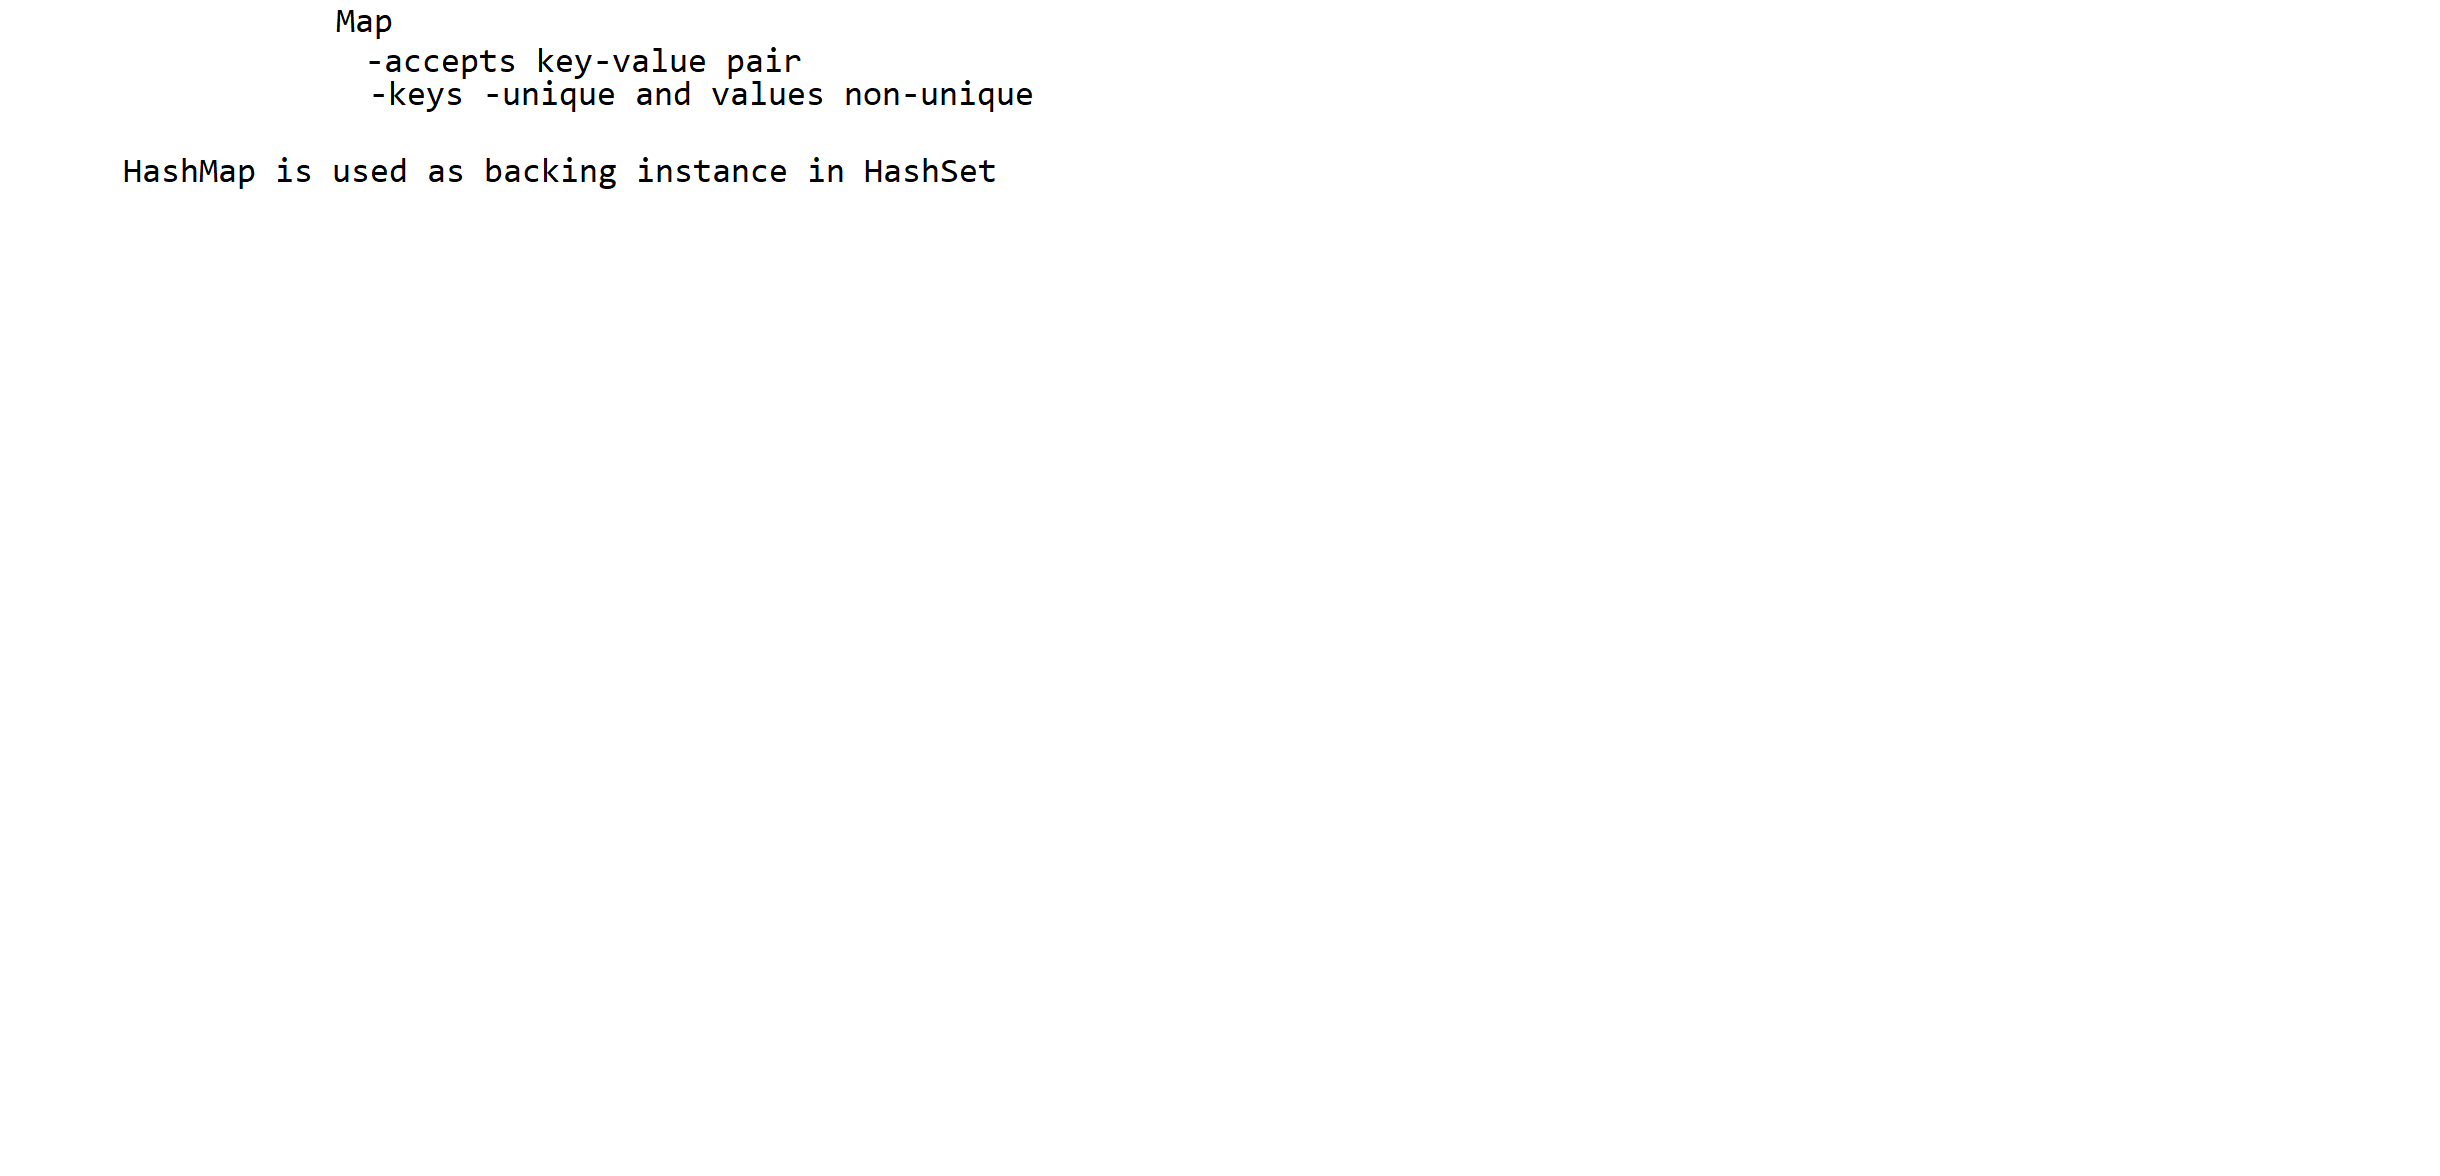 Map
-accepts key-value pair
-keys -unique and values non-unique
HashMap is used as backing instance in HashSet